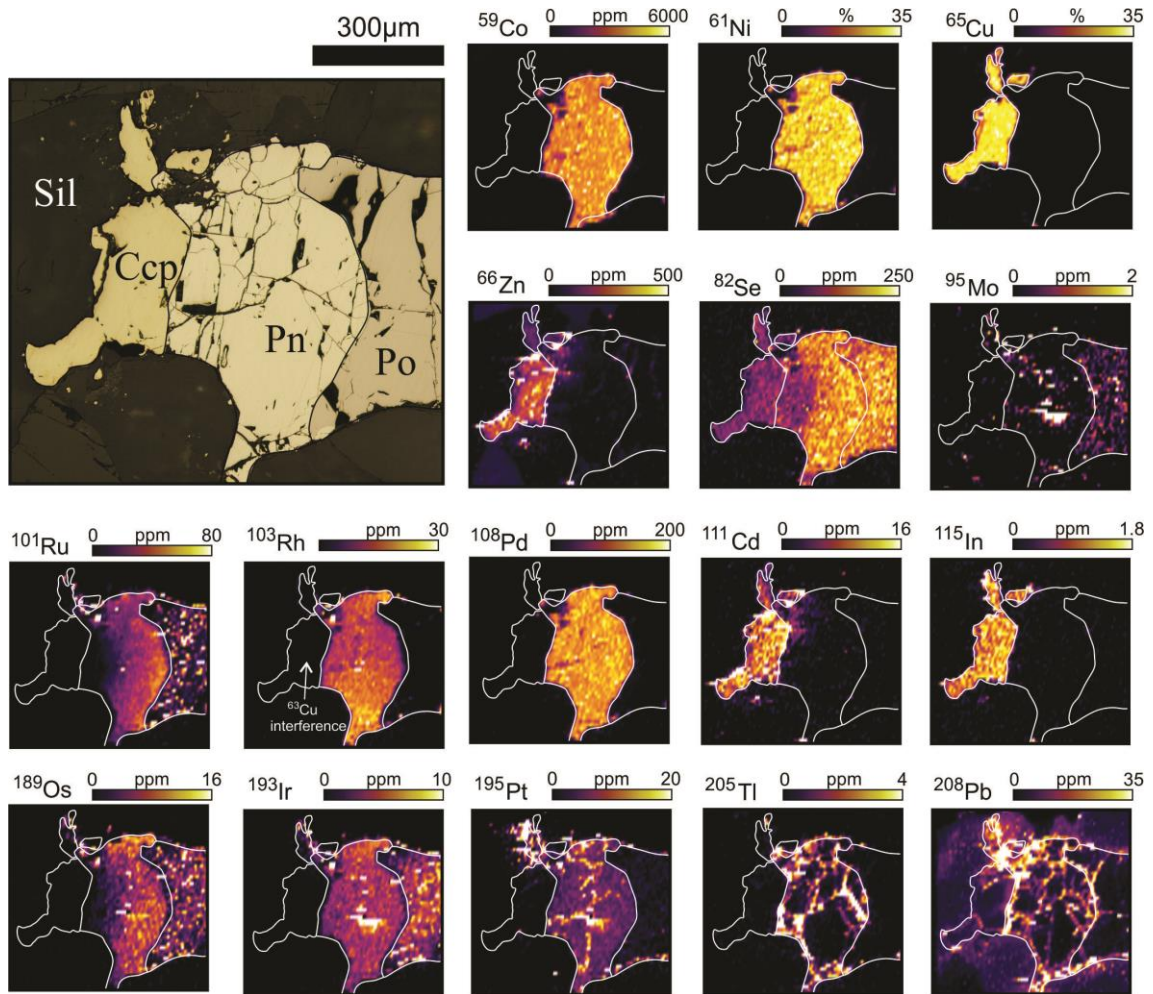 300μm
Sil
Ccp
Pn
Po
⁵⁹Co 0 ppm 6000
⁶¹Ni 0 % 35
⁶⁵Cu 0 % 35
⁶⁶Zn 0 ppm 500
⁸²Se 0 ppm 250
⁹⁵Mo 0 ppm 2
¹⁰¹Ru 0 ppm 80
¹⁰³Rh ppm 30
¹⁰⁸Pd 0 ppm 200
¹¹¹Cd 0 ppm 16
¹¹⁵In 0 ppm 1.8
⁶³Cu
interference
¹⁸⁹Os 0 ppm 16
¹⁹³Ir 0 ppm 10
¹⁹⁵Pt 0 ppm 20
²⁰⁵Tl 0 ppm 4
²⁰⁸Pb 0 ppm 35